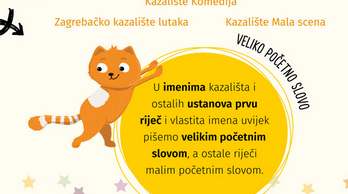 Kazalište Komedija
Zagrebačko kazalište lutaka Kazalište Mala scena
VELIKO POČETNO SLOVO
U imenima kazališta i
ostalih ustanova prvu
riječ i vlastita imena uvijek
pišemo velikim početnim
slovom, a ostale riječi
malim početnim slovom.